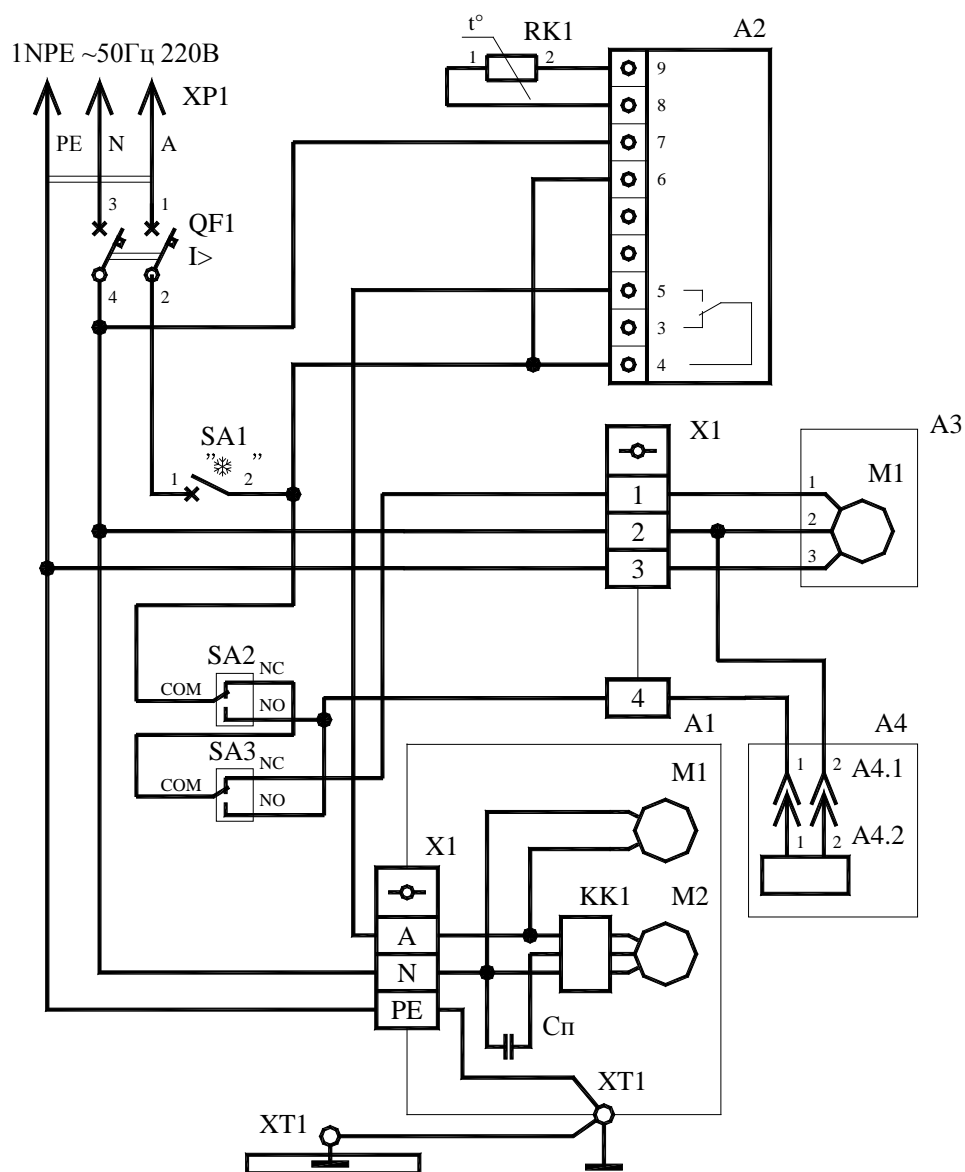 t°
RK1
A2
1NPE ~50Гц 220В
1 2
9
XP1
8
PE N A
7
6
3 1
QF1
I>
4 2
5
3
4
SA1
" ❄ "
1 2
X1
A3
M1
1
1
2
2
3
3
SA2
NC
COM
NO
4
A1
A4
SA3
NC
COM
NO
M1
1 2 A4.1
X1
1 2 A4.2
KK1
M2
A
N
PE
Сп
XT1
XT1